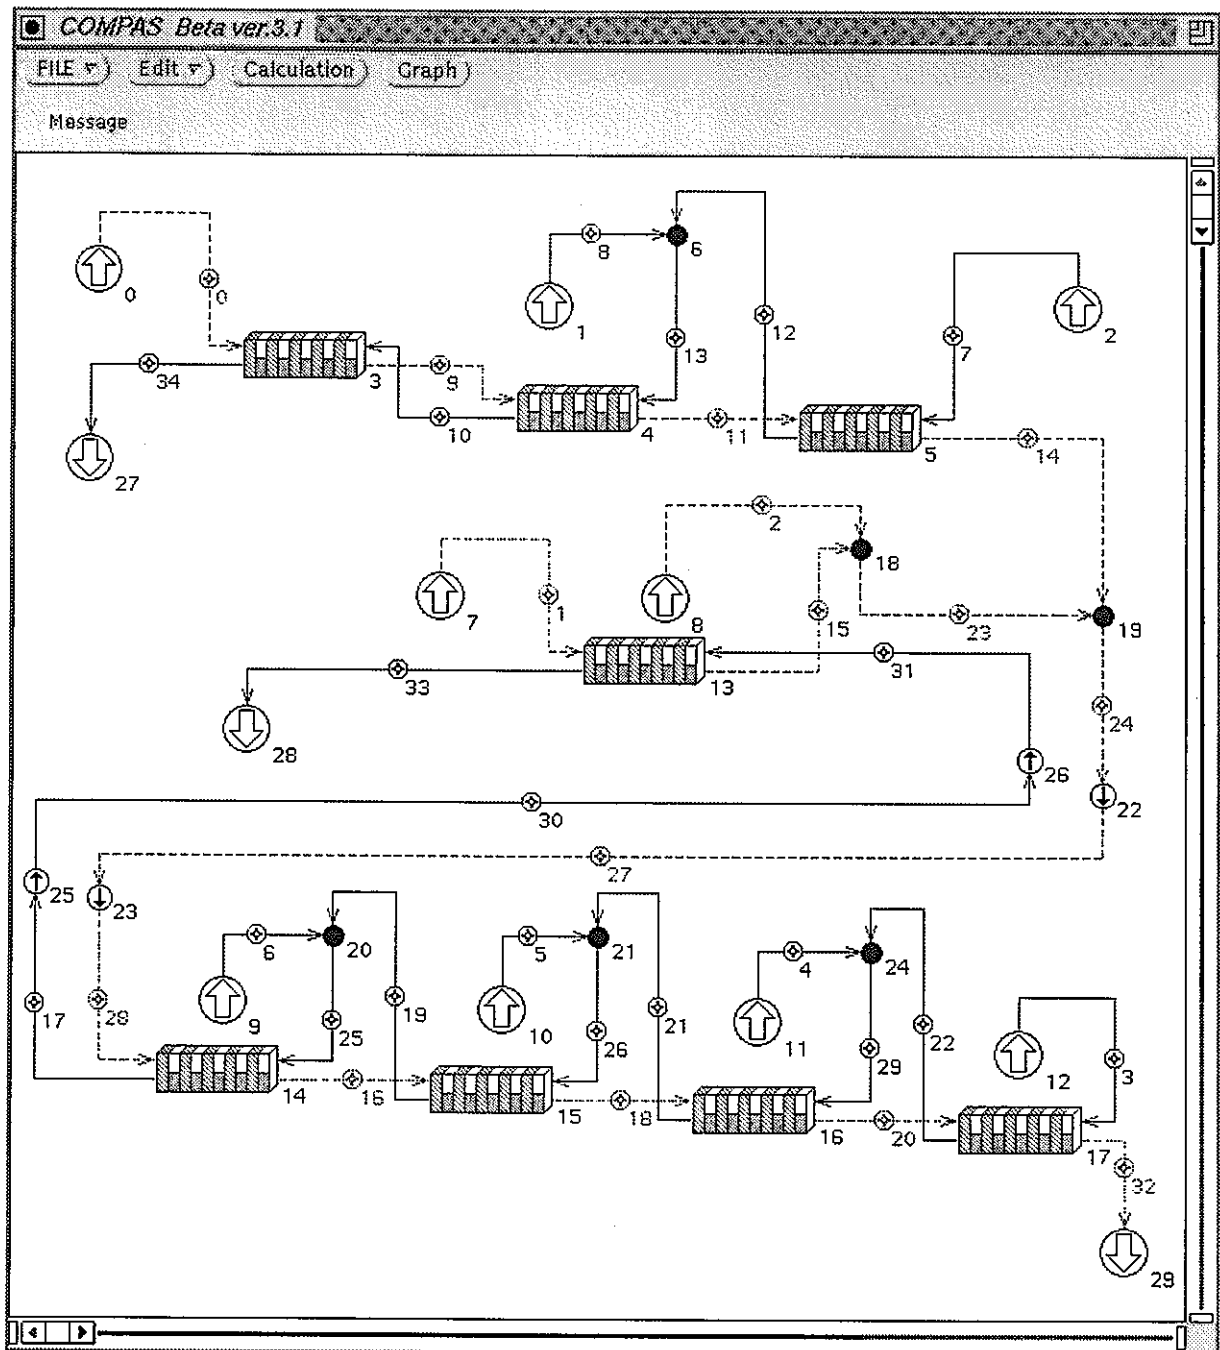 COMPAS Beta ver.3.1
FILE Edit Calculation Graph
Message
0 0 8 6 1 12 13 7 2
34 3 9 10 4 11 5 14
27
2 18
7 1 8 15 23 19
33 13 31 24
28 26 22
30
27
25 23
6 20 5 21 4 24
17 28 9 25 19 10 26 21 11 29 22 12 3
14 16 15 18 16 20 17
32
29